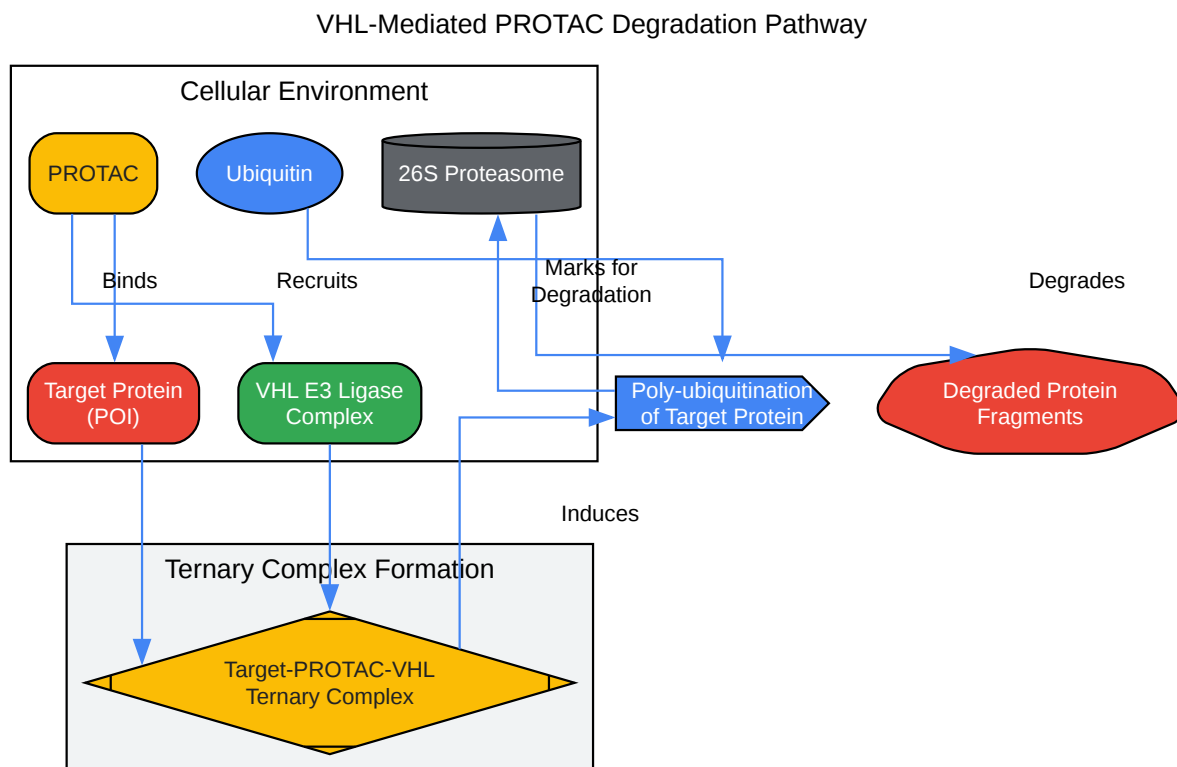 VHL-Mediated PROTAC Degradation Pathway
Cellular Environment
PROTAC
Ubiquitin
26S Proteasome
Binds
Recruits
Marks for
Degradation
Degrades
Target Protein
(POI)
VHL E3 Ligase
Complex
Poly-ubiquitination
of Target Protein
Degraded Protein
Fragments
Induces
Ternary Complex Formation
Target-PROTAC-VHL
Ternary Complex